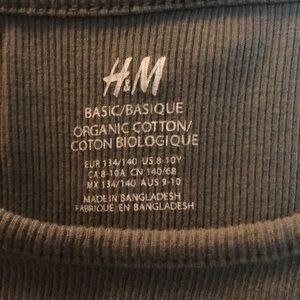 H&M
BASIC/BASIQUE
ORGANIC COTTON/
COTON BIOLOGIQUE
EUR 134/140 US 8-10Y
CA 8-10A CN 140/68
MX 134/140 AUS 9-10
MADE IN BANGLADESH
FABRIQUE EN BANGLADESH